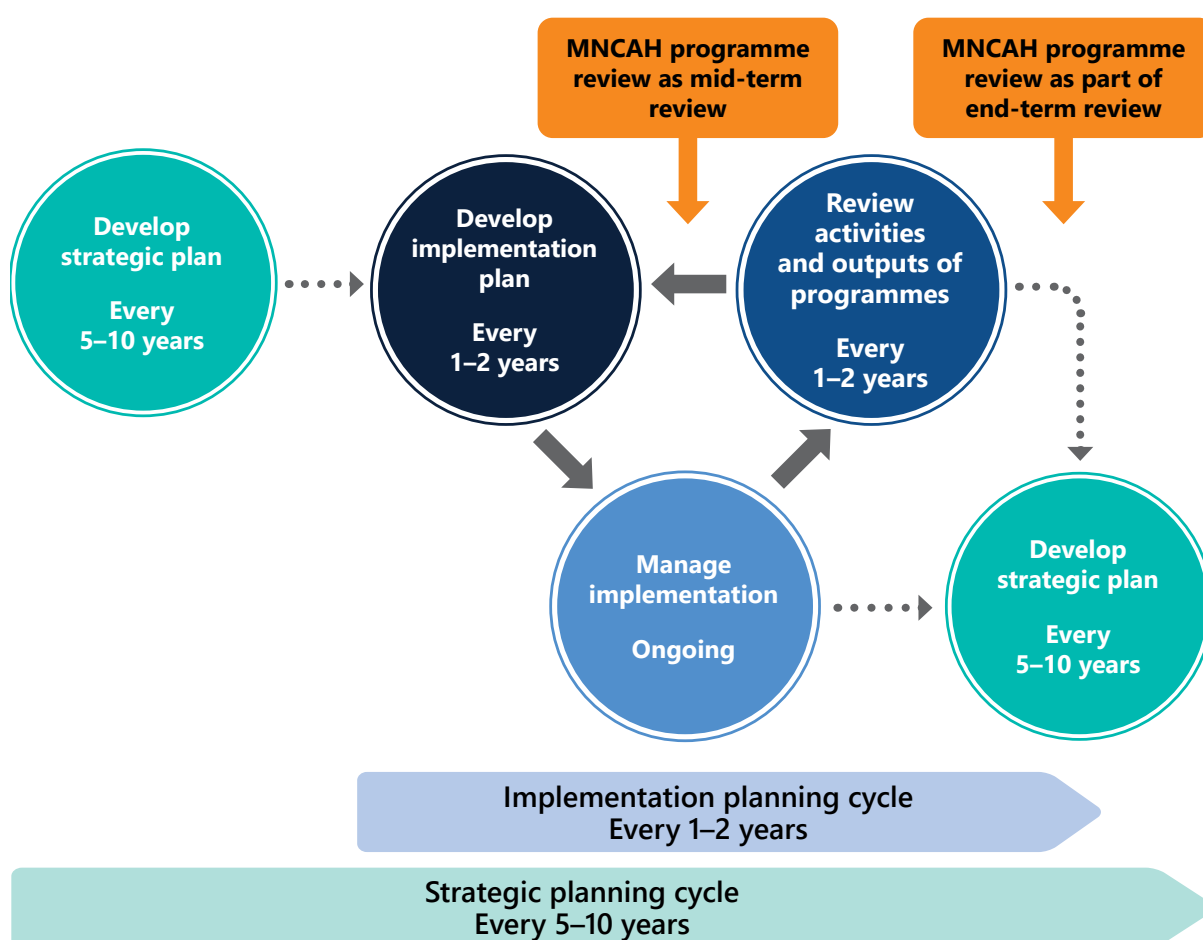 MNCAH programme
review as mid-term
review
MNCAH programme
review as part of
end-term review
Develop
strategic plan
Every
5–10 years
Develop
implementation
plan
Every
1–2 years
Review
activities
and outputs of
programmes
Every
1–2 years
Manage
implementation
Ongoing
Develop
strategic plan
Every
5–10 years
Implementation planning cycle
Every 1–2 years
Strategic planning cycle
Every 5–10 years